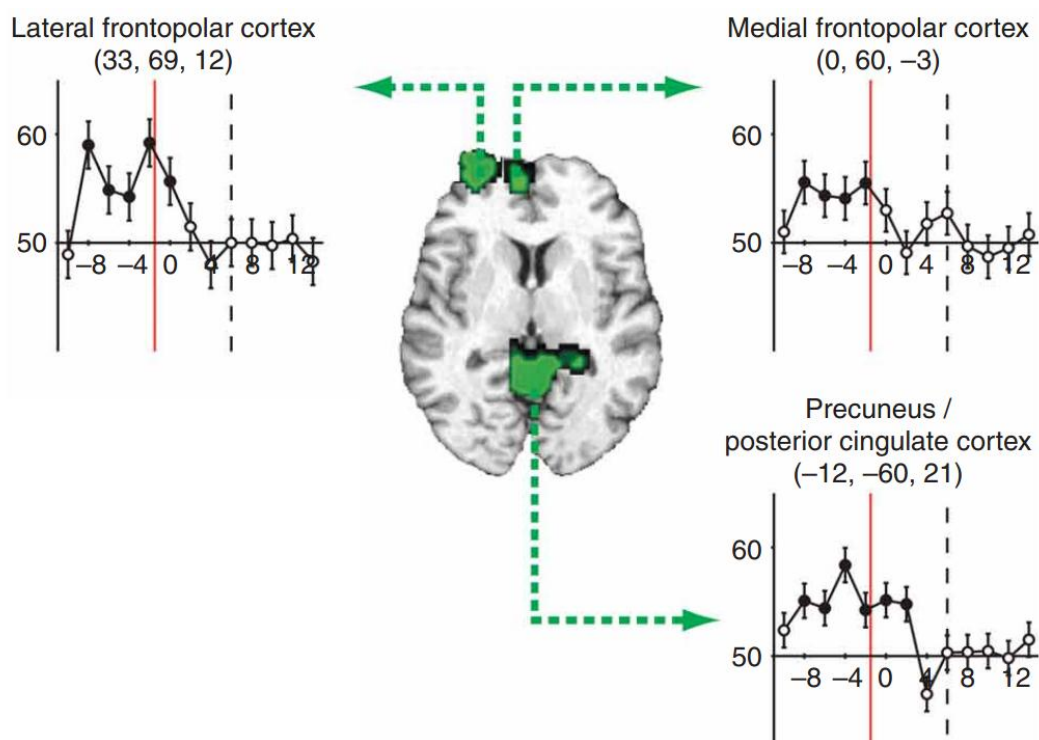 Lateral frontopolar cortex
(33, 69, 12)
60
50
–8 –4 0 4 8 12
Medial frontopolar cortex
(0, 60, –3)
60
50
–8 –4 0 4 8 12
Precuneus /
posterior cingulate cortex
(–12, –60, 21)
60
50
–8 –4 0 4 8 12